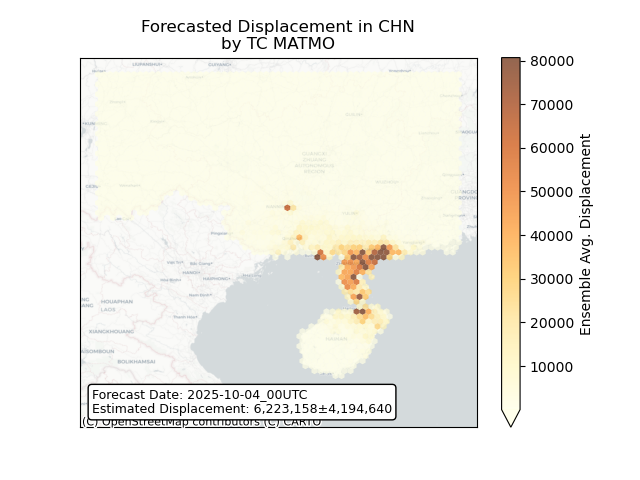 Forecasted Displacement in CHN
by TC MATMO
80000
70000
60000
50000
40000
30000
20000
10000
Ensemble Avg. Displacement
HOUAPHAN
LAOS
XIANGKHOUANG
BOUKHAMSAI
Forecast Date: 2025-10-04_00UTC
Estimated Displacement: 6,223,158±4,194,640
(C) OpenStreetMap contributors (C) CARTO